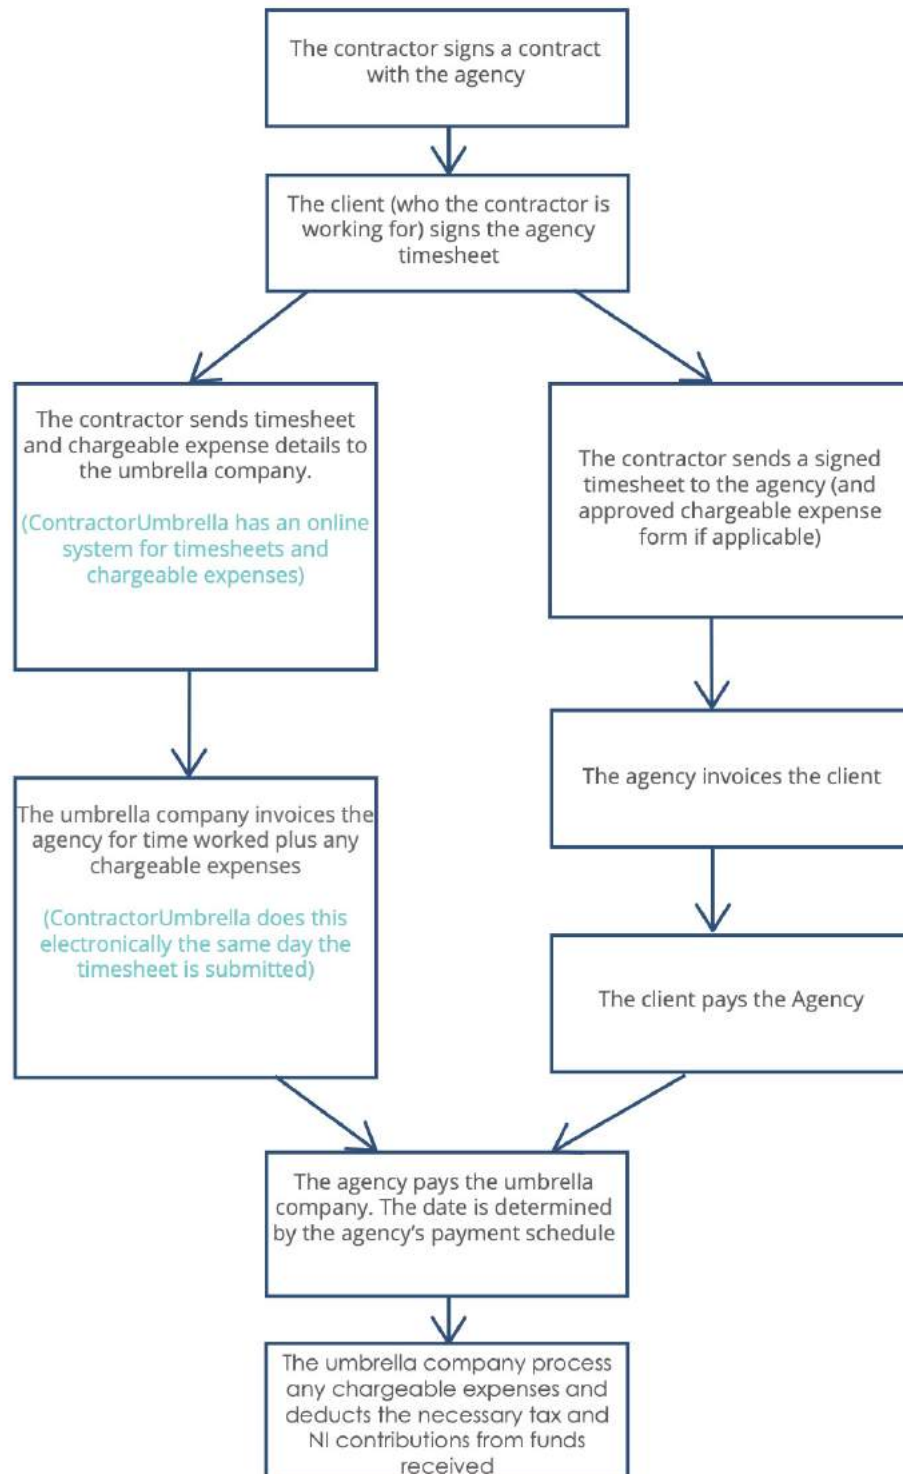 The contractor signs a contract
with the agency
The client (who the contractor is
working for) signs the agency
timesheet
The contractor sends timesheet
and chargeable expense details to
the umbrella company.
(ContractorUmbrella has an online
system for timesheets and
chargeable expenses)
The contractor sends a signed
timesheet to the agency (and
approved chargeable expense
form if applicable)
The umbrella company invoices the
agency for time worked plus any
chargeable expenses
(ContractorUmbrella does this
electronically the same day the
timesheet is submitted)
The agency invoices the client
The client pays the Agency
The agency pays the umbrella
company. The date is determined
by the agency's payment schedule
The umbrella company process
any chargeable expenses and
deducts the necessary tax and
NI contributions from funds
received